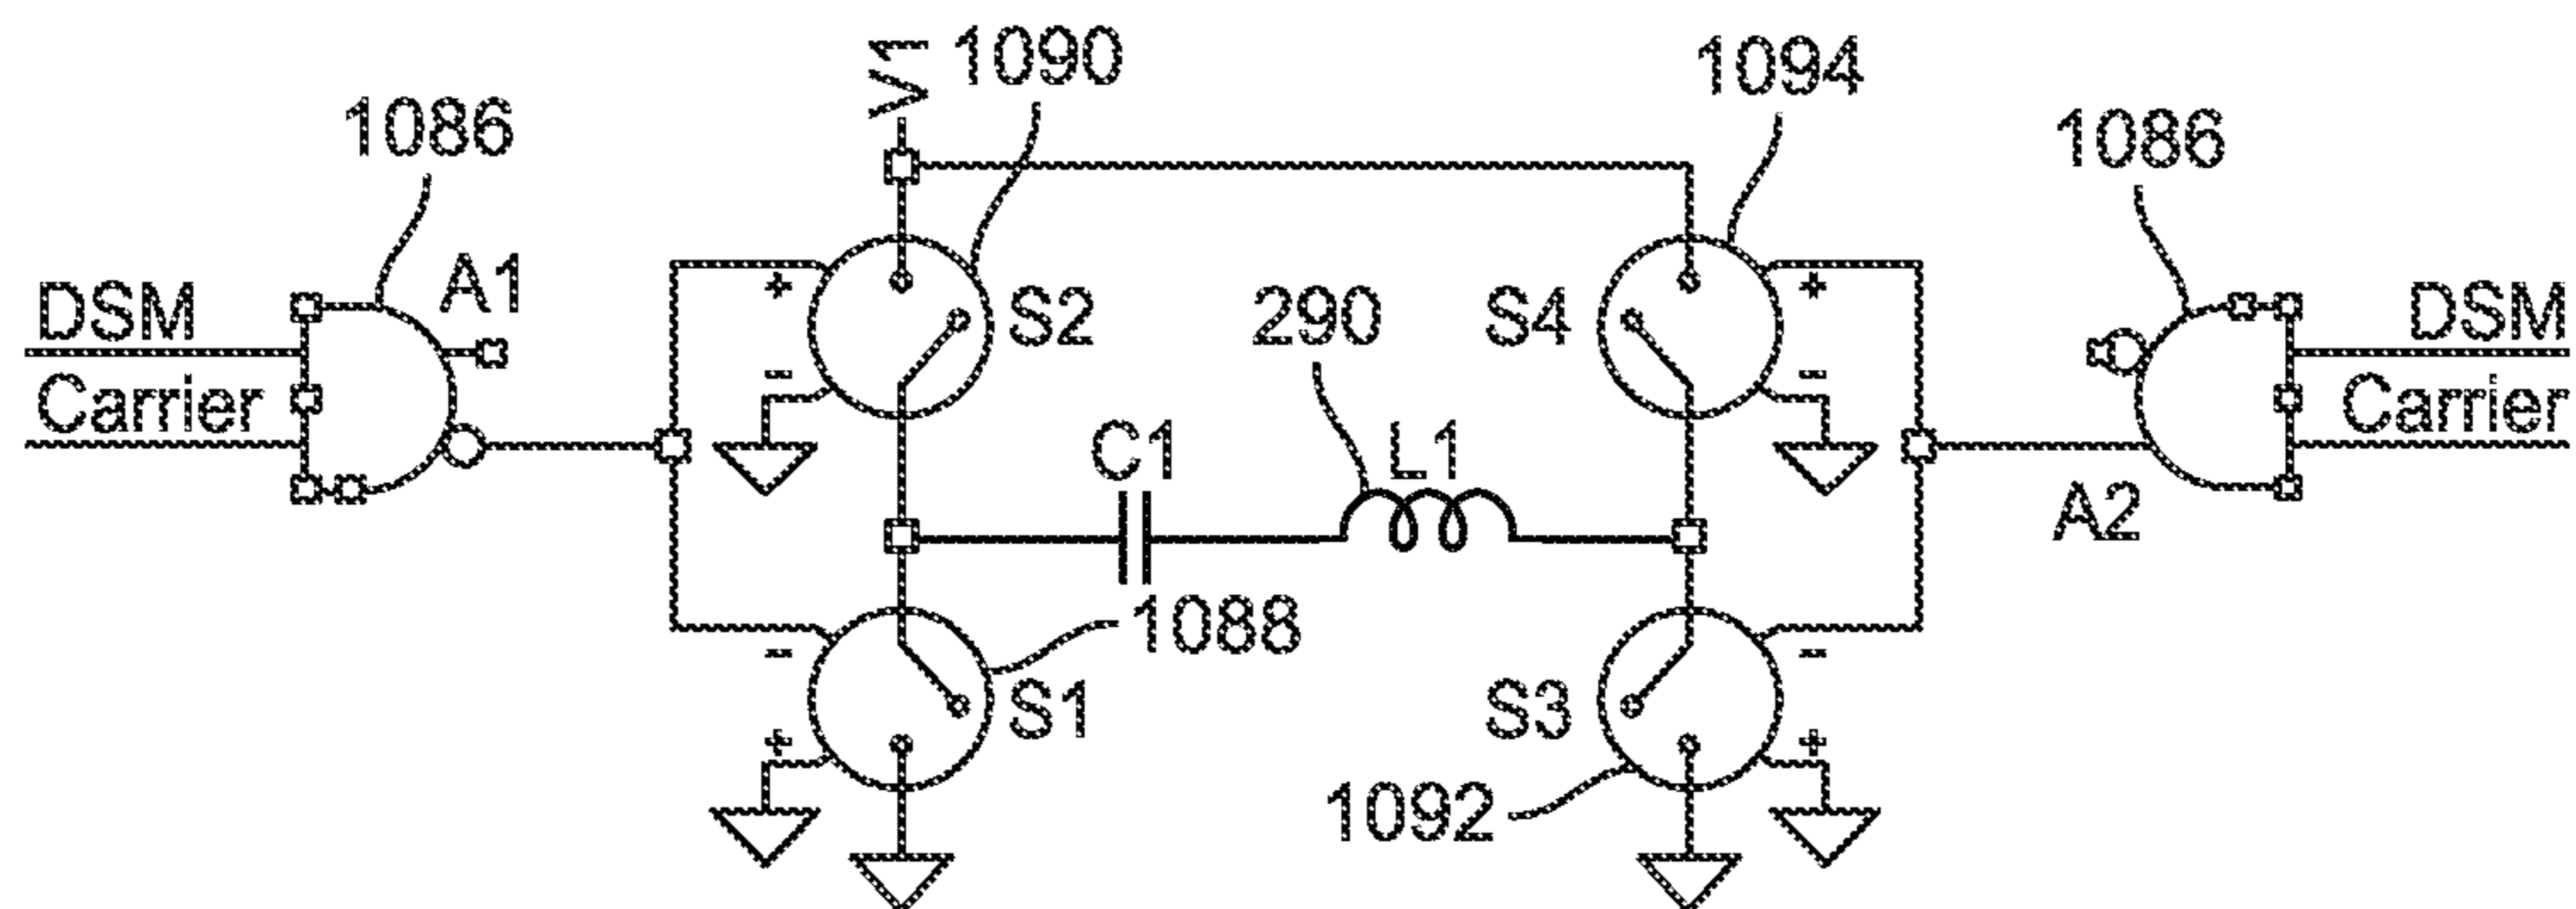 V1
1090
1094
1086
1086
A1
DSM
S2
290
S4
DSM
Carrier
Carrier
C1
L1
A2
1088
S1
S3
1092
+
-
-
+
+
-
-
+